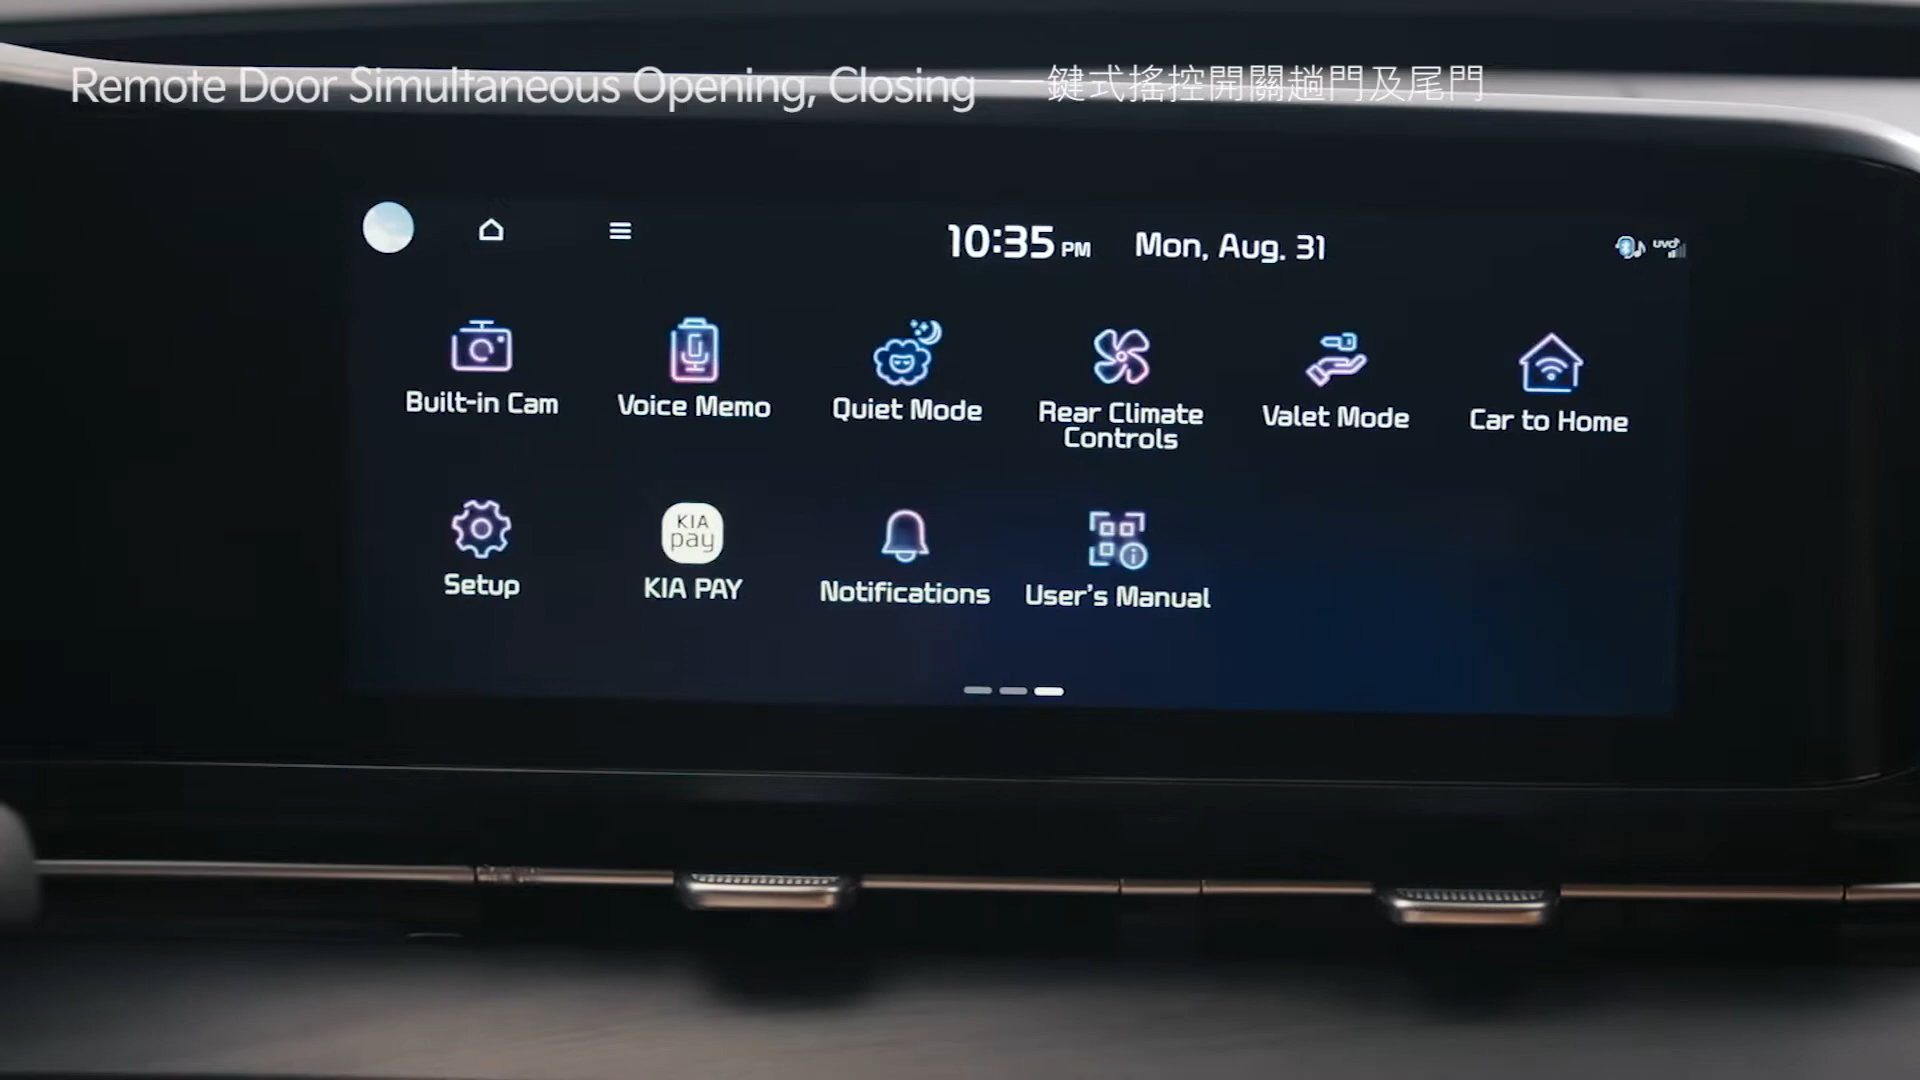 Remote Door Simultaneous Opening, Closing 一鍵式搖控開關趟門及尾門
10:35 PM Mon, Aug. 31
UVO
Built-in Cam
Voice Memo
Quiet Mode
Rear Climate
Controls
Valet Mode
Car to Home
Setup
KIA
pay
KIA PAY
Notifications
User's Manual